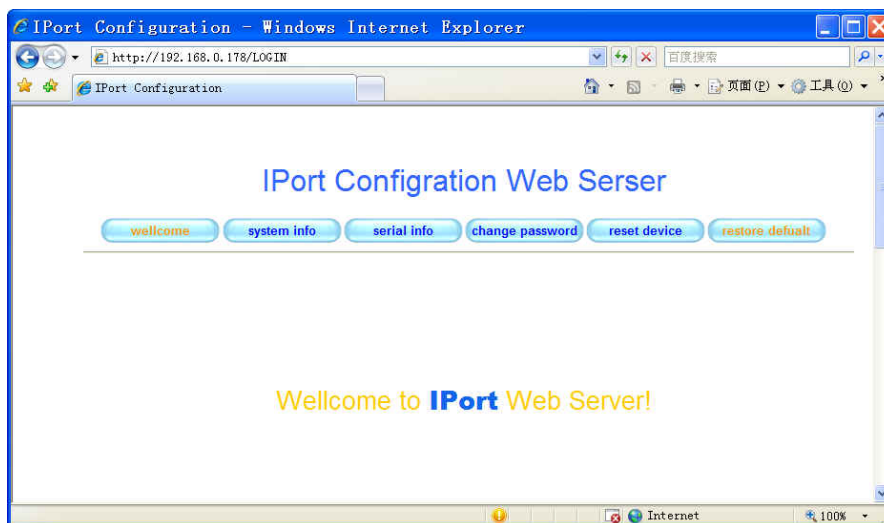 IPort Configuration - Windows Internet Explorer
http://192.168.0.178/LOGIN
百度搜索
IPort Configuration
页面(P)
工具(O)
IPort Configration Web Serser
wellcome
system info
serial info
change password
reset device
restore defualt
Wellcome to IPort Web Server!
Internet
100%